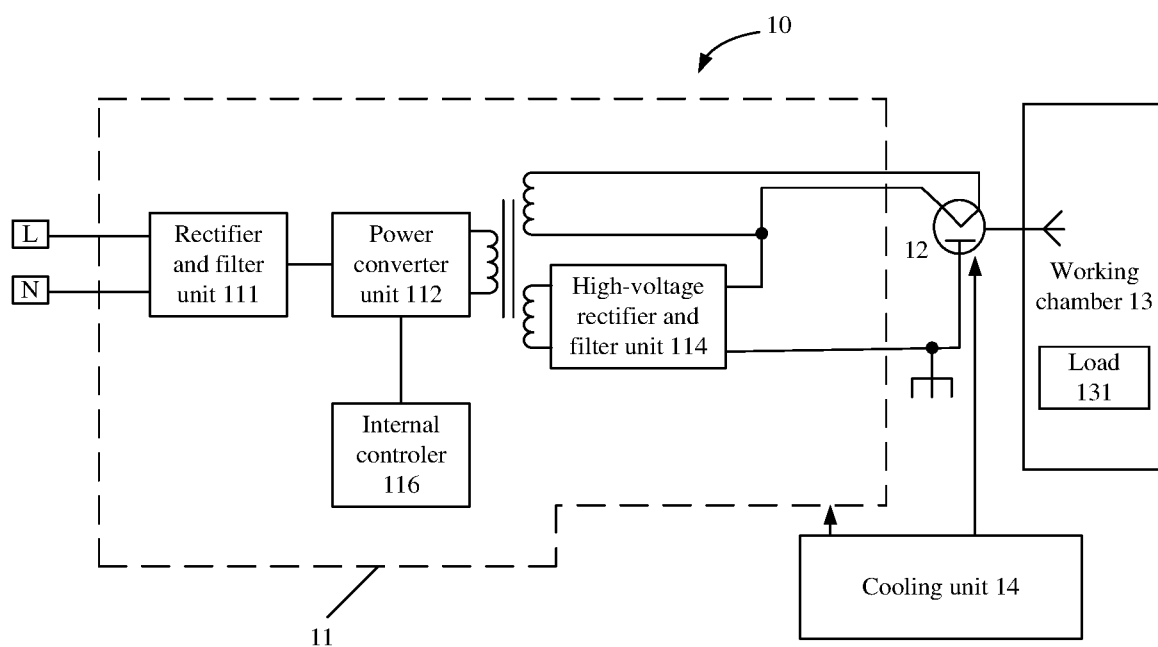 10
L
N
Rectifier
and filter
unit 111
Power
converter
unit 112
High-voltage
rectifier and
filter unit 114
12
Working
chamber 13
Load
131
Internal
controler
116
Cooling unit 14
11